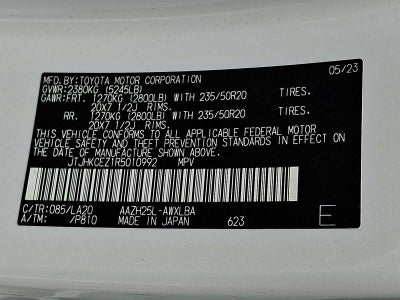 MFD.BY:TOYOTA MOTOR CORPORATION 05/23
GVWR:2380KG (5245LB)
GAWR:FRT. 1270KG (2800LB) WITH 235/50R20 TIRES.
20X7 1/2J RIMS.
RR. 1270KG (2800LB) WITH 235/50R20 TIRES.
20X7 1/2J RIMS.
THIS VEHICLE CONFORMS TO ALL APPLICABLE FEDERAL MOTOR
VEHICLE SAFETY AND THEFT PREVENTION STANDARDS IN EFFECT ON
THE DATE OF MANUFACTURE SHOWN ABOVE.
JTJHKCEZ1R5010992 MPV
C/TR:085/LA20 AAZH25L-AWXLBA
A/TM: /P810 MADE IN JAPAN 623 E